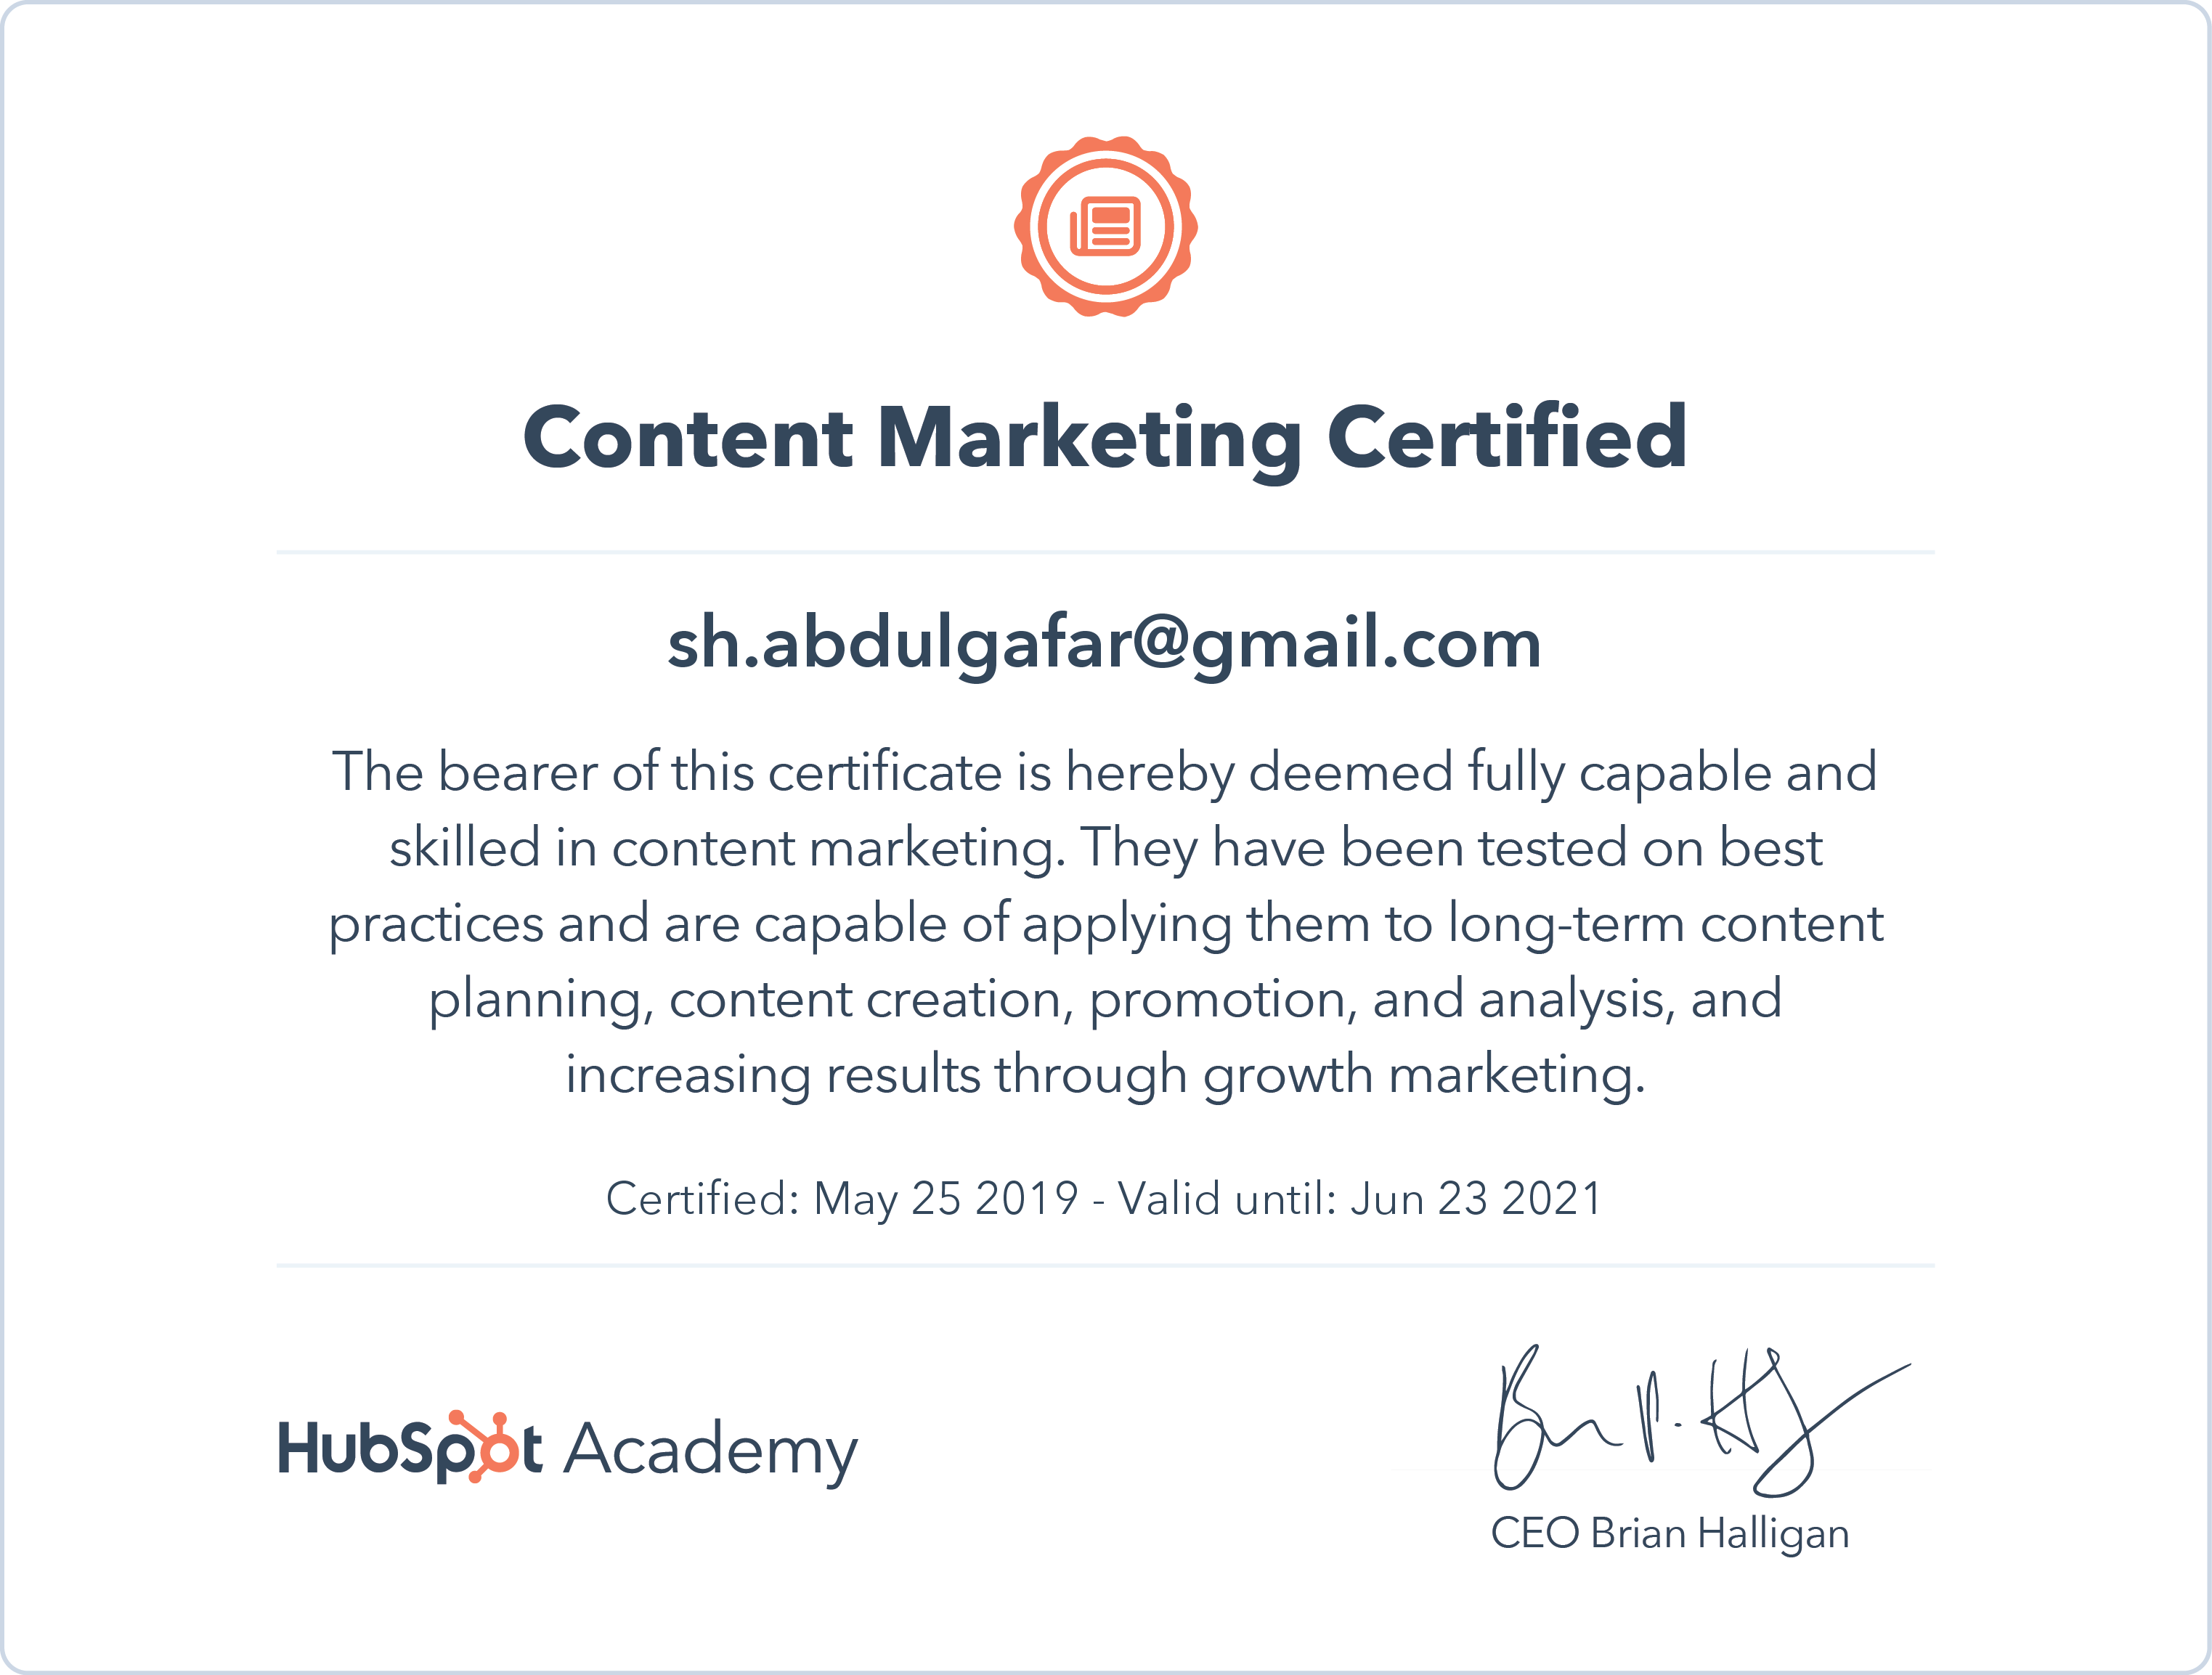 Content Marketing Certified
sh.abdulgafar@gmail.com
The bearer of this certificate is hereby deemed fully capable and
skilled in content marketing. They have been tested on best
practices and are capable of applying them to long-term content
planning, content creation, promotion, and analysis, and
increasing results through growth marketing.
Certified: May 25 2019 - Valid until: Jun 23 2021
HubSpot Academy
CEO Brian Halligan